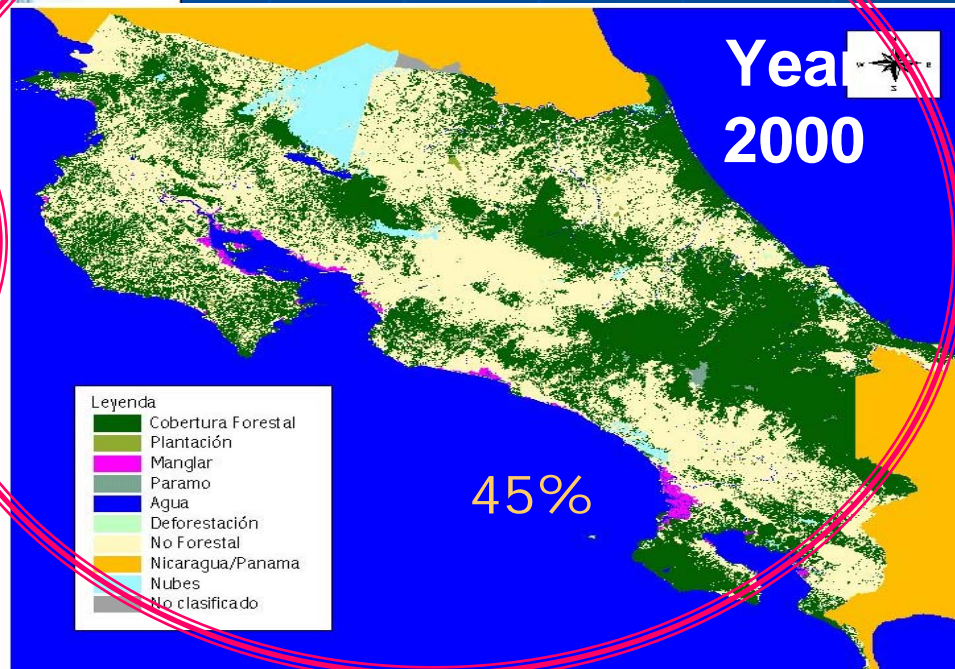 Year
2000
W E
S
Leyenda
Cobertura Forestal
Plantación
Manglar
Paramo
Agua
Deforestación
No Forestal
Nicaragua/Panama
Nubes
No clasificado
45%